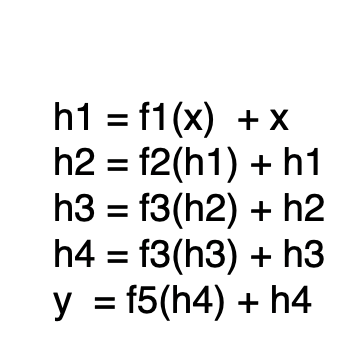 h1 = f1(x)  + x
h2 = f2(h1) + h1
h3 = f3(h2) + h2
h4 = f3(h3) + h3
y  = f5(h4) + h4